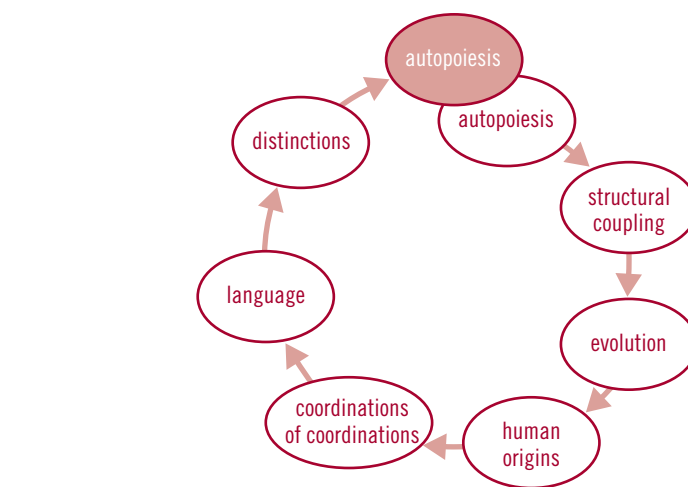 autopoiesis
autopoiesis
structural
coupling
evolution
human
origins
coordinations
of coordinations
language
distinctions